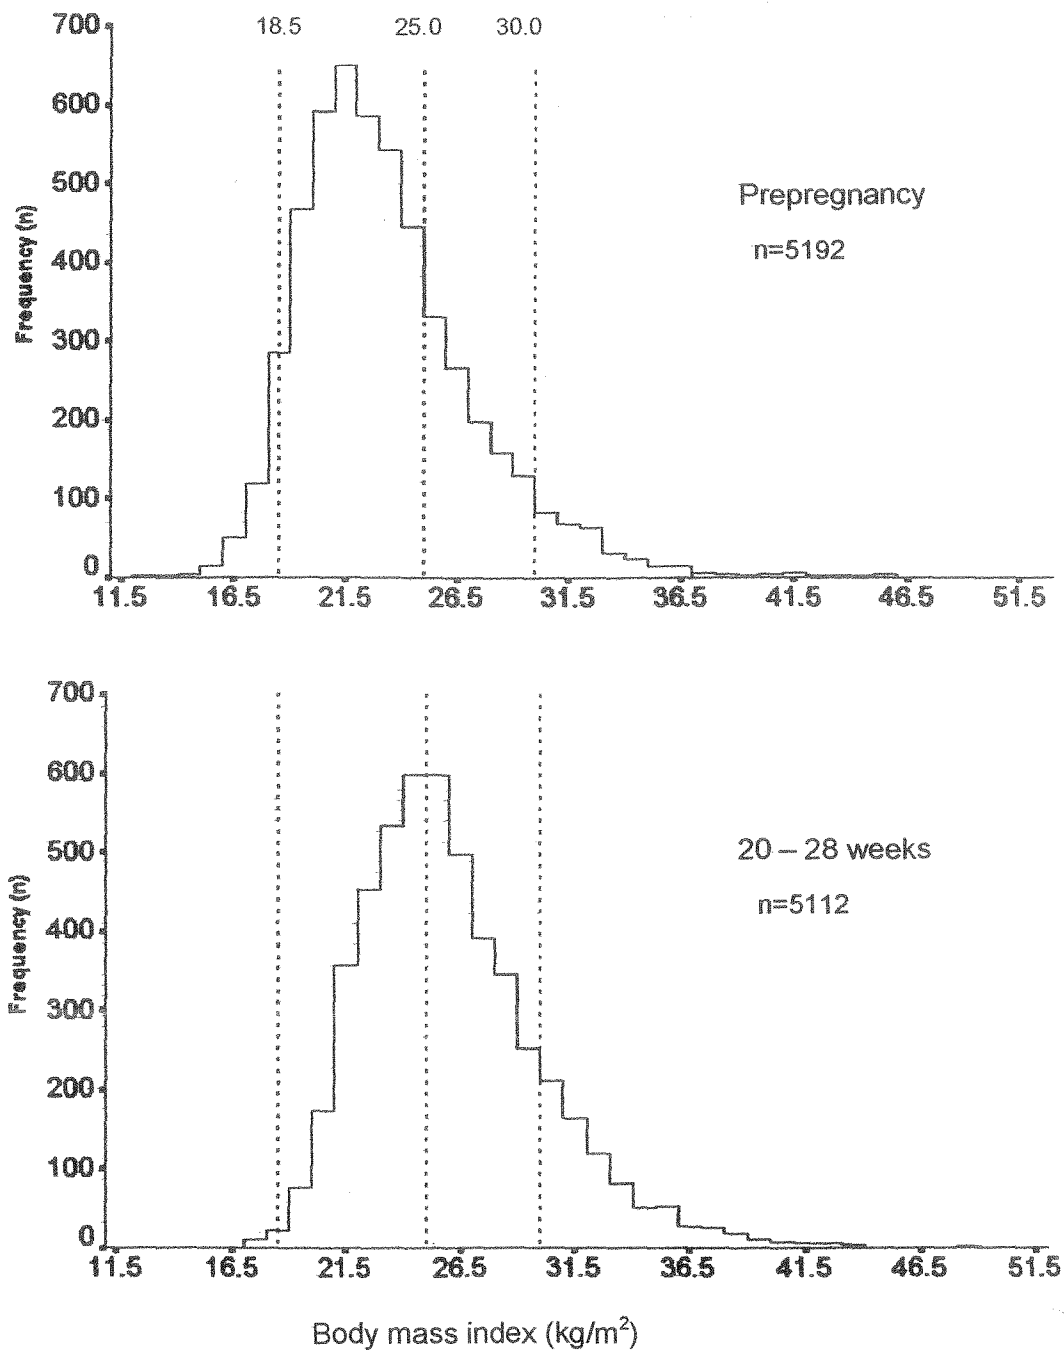 18.5 25.0 30.0
700
600
500
400
300
200
100
0
Frequency (n)
Prepregnancy
n=5192
11.5 16.5 21.5 26.5 31.5 36.5 41.5 46.5 51.5
700
600
500
400
300
200
100
0
Frequency (n)
20 – 28 weeks
n=5112
11.5 16.5 21.5 26.5 31.5 36.5 41.5 46.5 51.5
Body mass index (kg/m²)